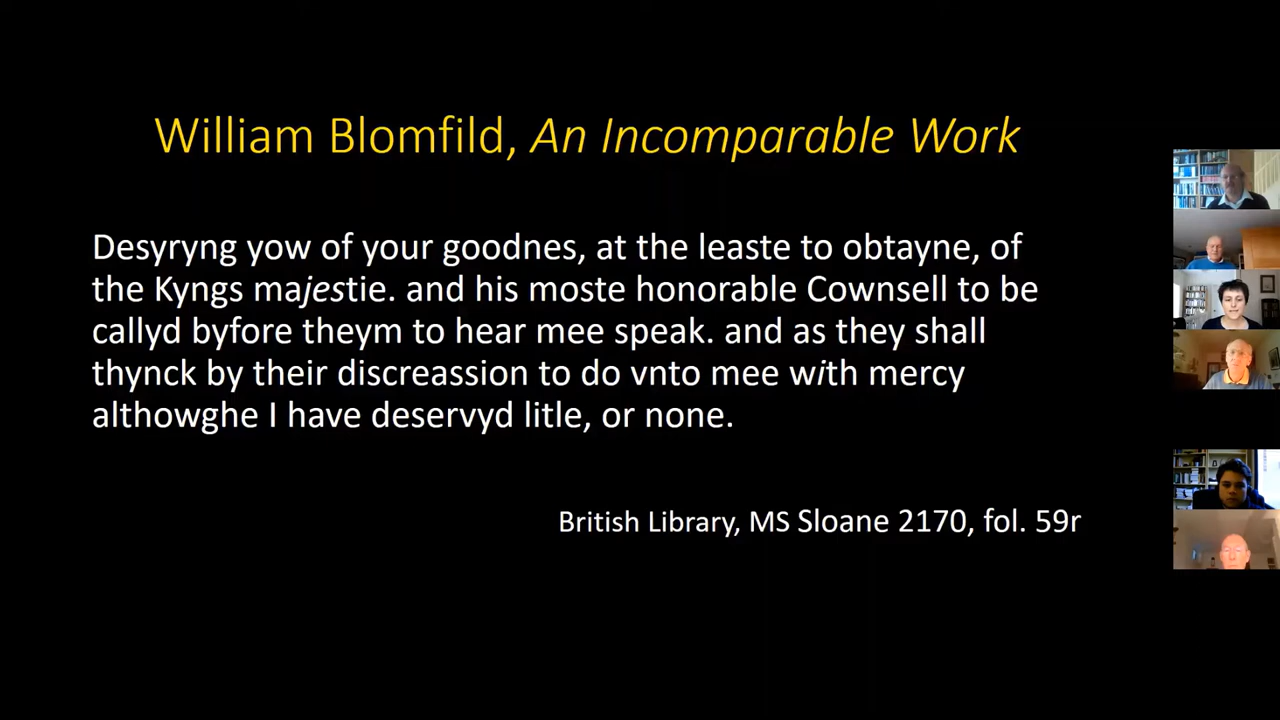 William Blomfild, An Incomparable Work
Desyryng yow of your goodnes, at the leaste to obtayne, of
the Kyngs majestie. and his moste honorable Cownsell to be
callyd byfore theym to hear mee speak. and as they shall
thynck by their discreassion to do vnto mee with mercy
althowghe I have deservyd litle, or none.
British Library, MS Sloane 2170, fol. 59r